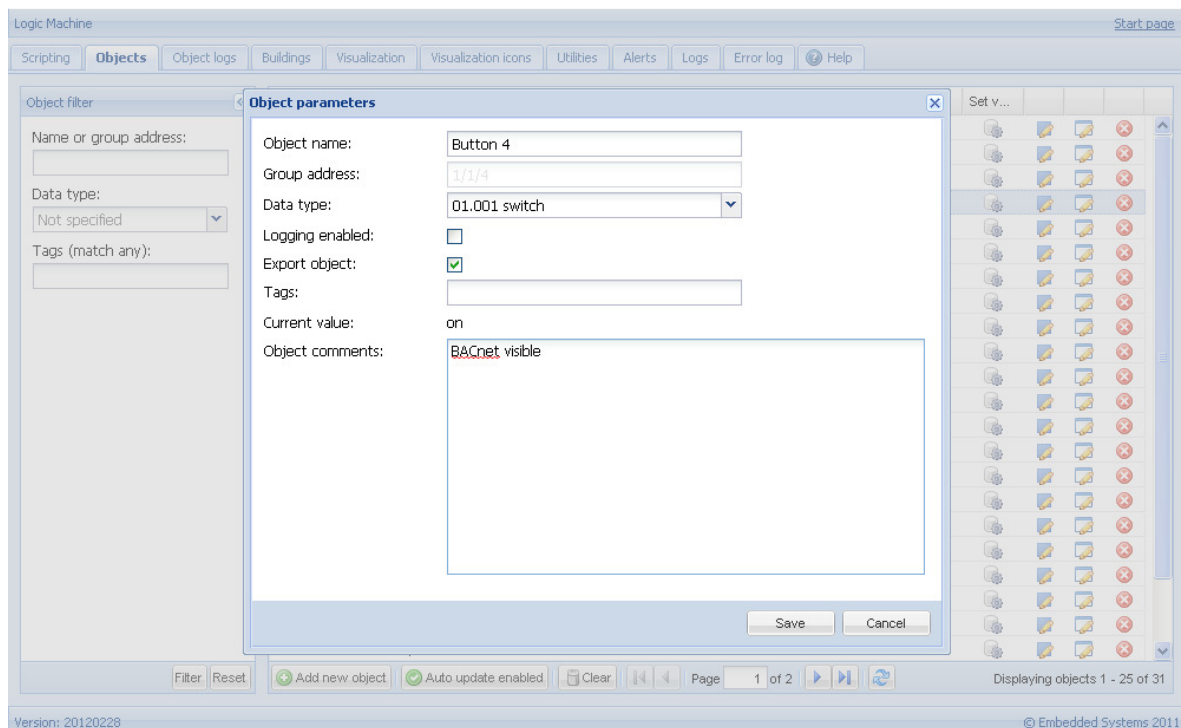 Logic Machine Start page
Scripting Objects Object logs Buildings Visualization Visualization icons Utilities Alerts Logs Error log Help
Object filter
Name or group address:
Data type:
Not specified
Tags (match any):
Filter Reset
Object parameters
Object name: Button 4
Group address: 1/1/4
Data type: 01.001 switch
Logging enabled:
Export object:
Tags:
Current value: on
Object comments: BACnet visible
Save Cancel
Set v...
Add new object Auto update enabled Clear Page 1 of 2 Displaying objects 1 - 25 of 31
Version: 20120228 © Embedded Systems 2011